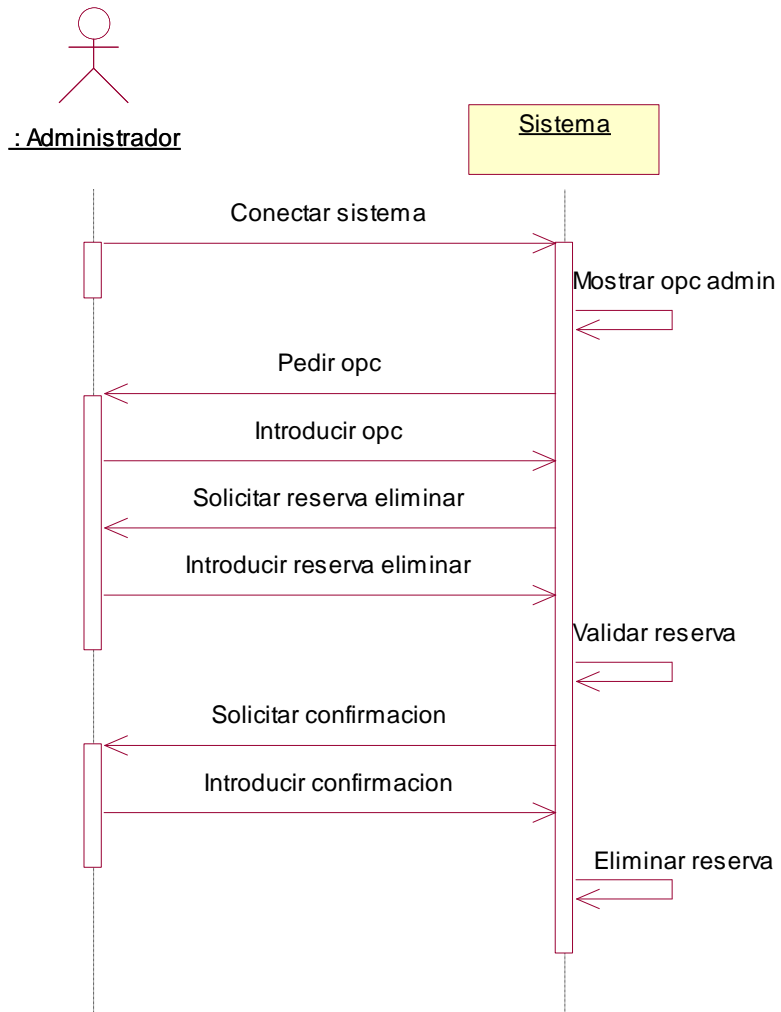 : Administrador
Sistema
Conectar sistema
Mostrar opc admin
Pedir opc
Introducir opc
Solicitar reserva eliminar
Introducir reserva eliminar
Validar reserva
Solicitar confirmacion
Introducir confirmacion
Eliminar reserva